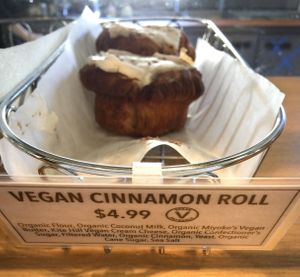 VEGAN CINNAMON ROLL
$4.99 V
Organic Flour, Organic Coconut Milk, Organic Miyoko's Vegan
Butter, Kite Hill Vegan Cream Cheese, Organic Confectioner's
Sugar, Filtered Water, Organic Cinnamon, Yeast, Organic
Cane Sugar, Sea Salt